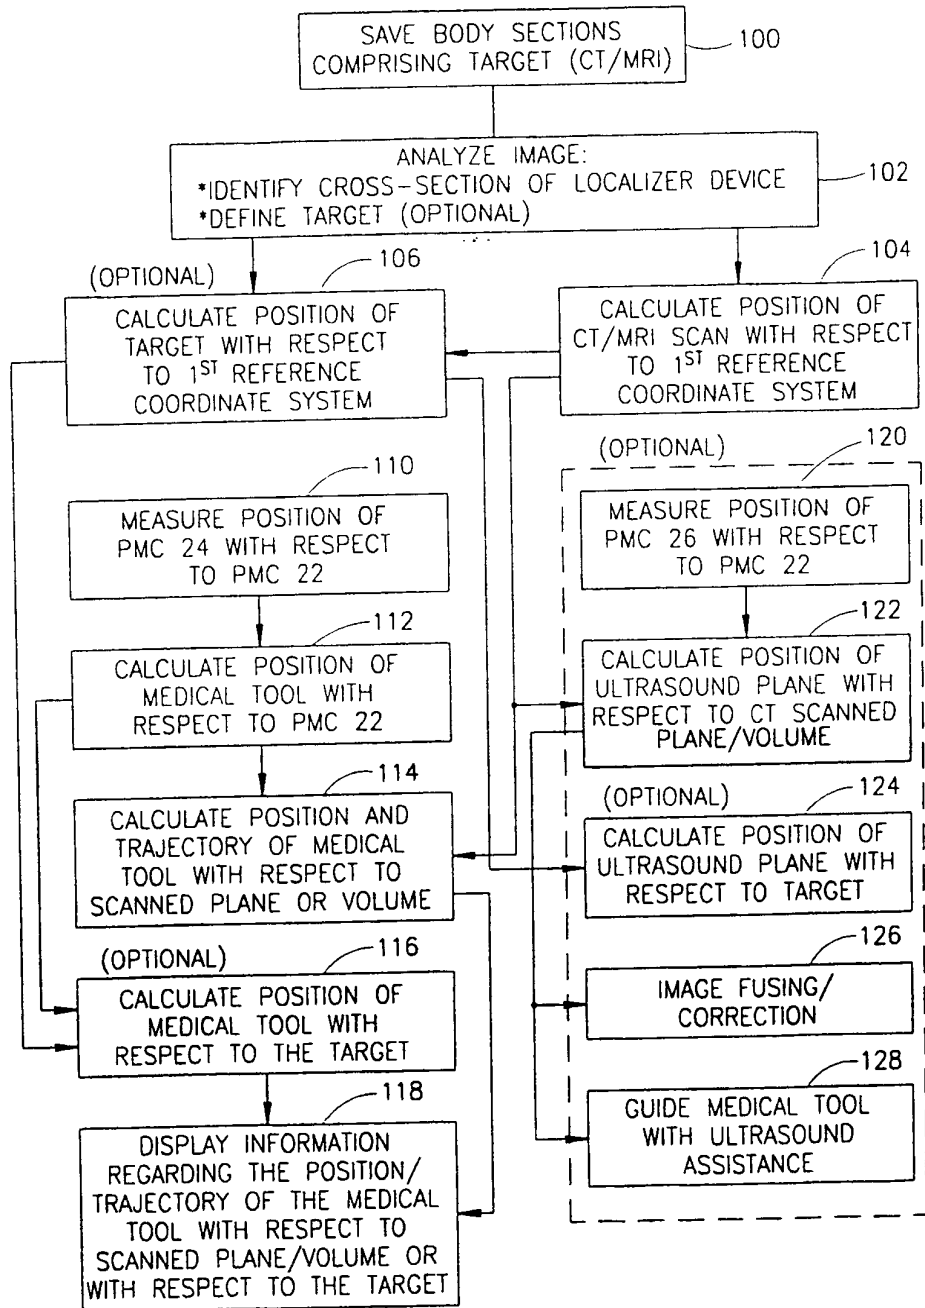 SAVE BODY SECTIONS
COMPRISING TARGET (CT/MRI)
100
ANALYZE IMAGE:
*IDENTIFY CROSS-SECTION OF LOCALIZER DEVICE
*DEFINE TARGET (OPTIONAL)
102
(OPTIONAL)
106
CALCULATE POSITION OF
TARGET WITH RESPECT
TO 1ST REFERENCE
COORDINATE SYSTEM
104
CALCULATE POSITION OF
CT/MRI SCAN WITH RESPECT
TO 1ST REFERENCE
COORDINATE SYSTEM
110
MEASURE POSITION OF
PMC 24 WITH RESPECT
TO PMC 22
112
CALCULATE POSITION OF
MEDICAL TOOL WITH
RESPECT TO PMC 22
114
CALCULATE POSITION AND
TRAJECTORY OF MEDICAL
TOOL WITH RESPECT TO
SCANNED PLANE OR VOLUME
(OPTIONAL)
116
CALCULATE POSITION OF
MEDICAL TOOL WITH
RESPECT TO THE TARGET
118
DISPLAY INFORMATION
REGARDING THE POSITION/
TRAJECTORY OF THE MEDICAL
TOOL WITH RESPECT TO
SCANNED PLANE/VOLUME OR
WITH RESPECT TO THE TARGET
(OPTIONAL)
120
MEASURE POSITION OF
PMC 26 WITH RESPECT
TO PMC 22
122
CALCULATE POSITION OF
ULTRASOUND PLANE WITH
RESPECT TO CT SCANNED
PLANE/VOLUME
(OPTIONAL)
124
CALCULATE POSITION OF
ULTRASOUND PLANE WITH
RESPECT TO TARGET
126
IMAGE FUSING/
CORRECTION
128
GUIDE MEDICAL TOOL
WITH ULTRASOUND
ASSISTANCE